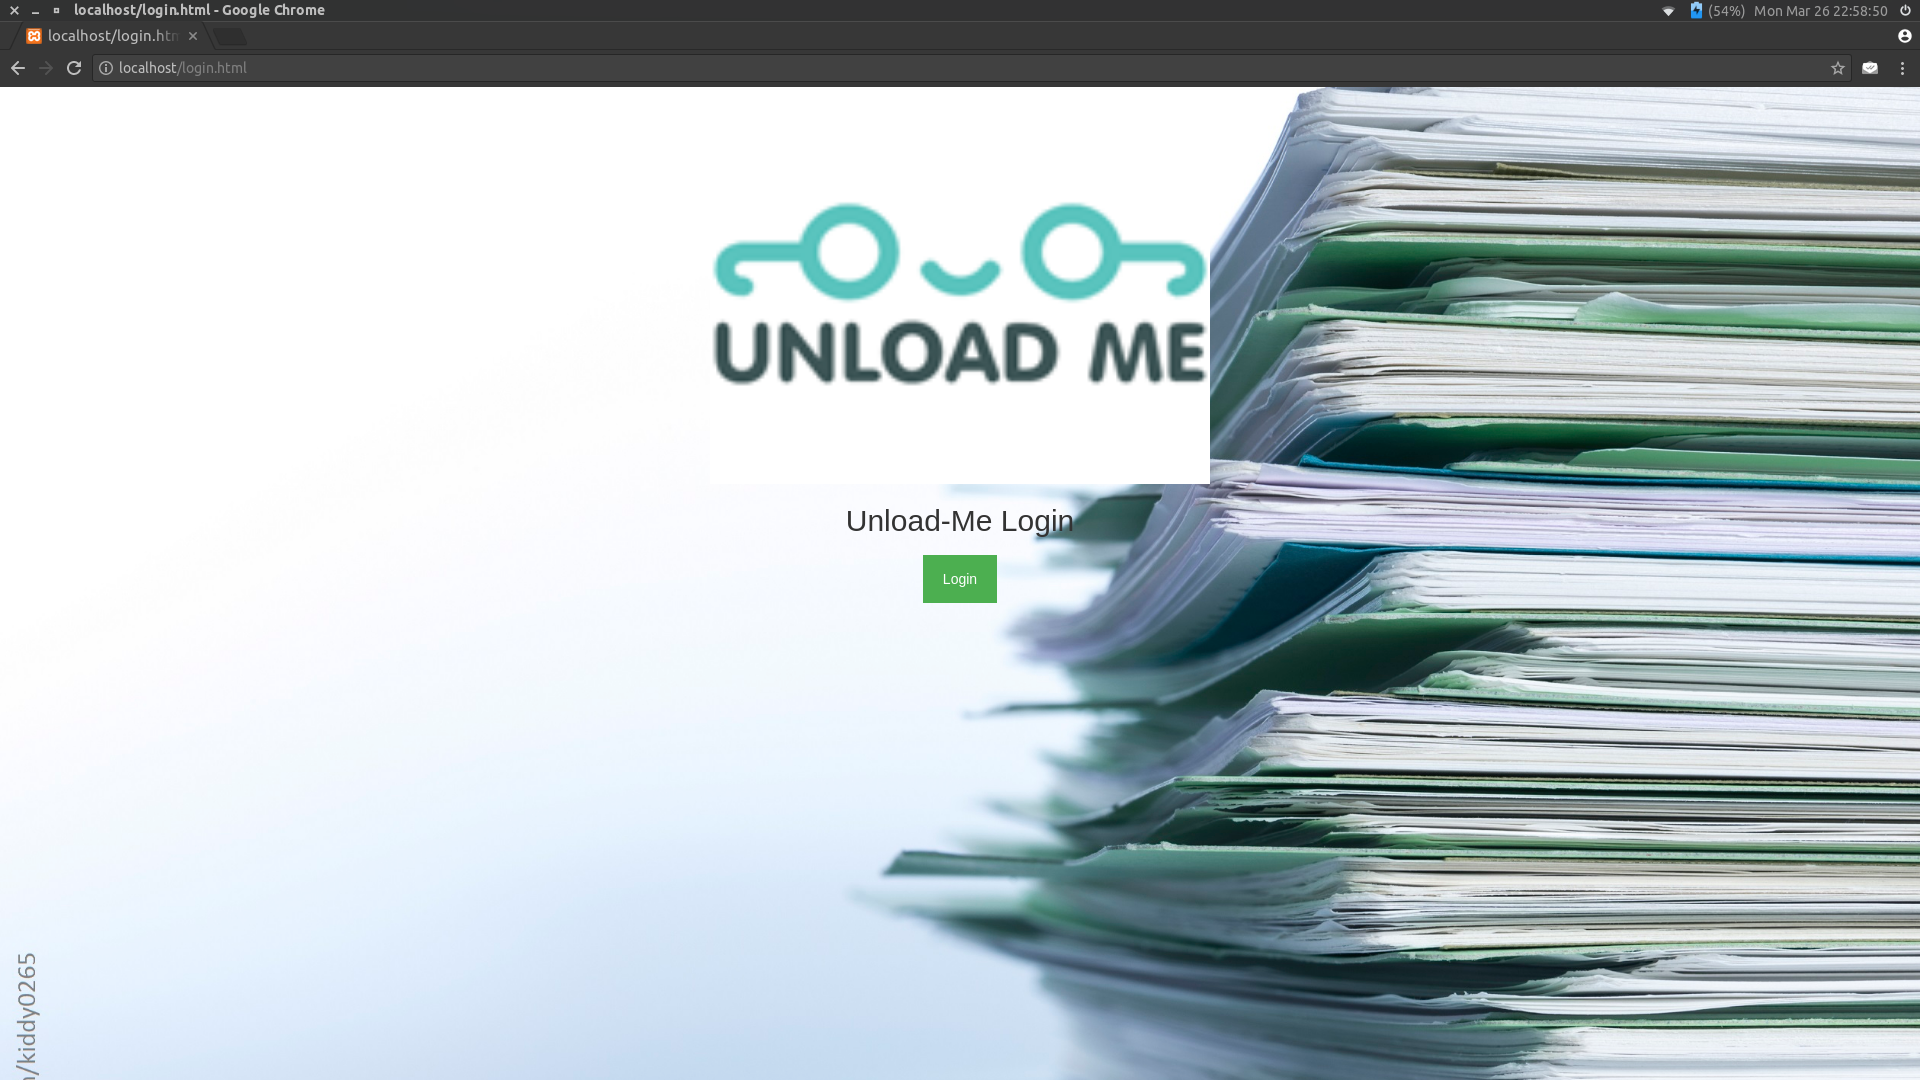 localhost/login.html - Google Chrome
(54%) Mon Mar 26 22:58:50
localhost/login.htm
localhost/login.html
UNLOAD ME
Unload-Me Login
Login
/kiddy0265